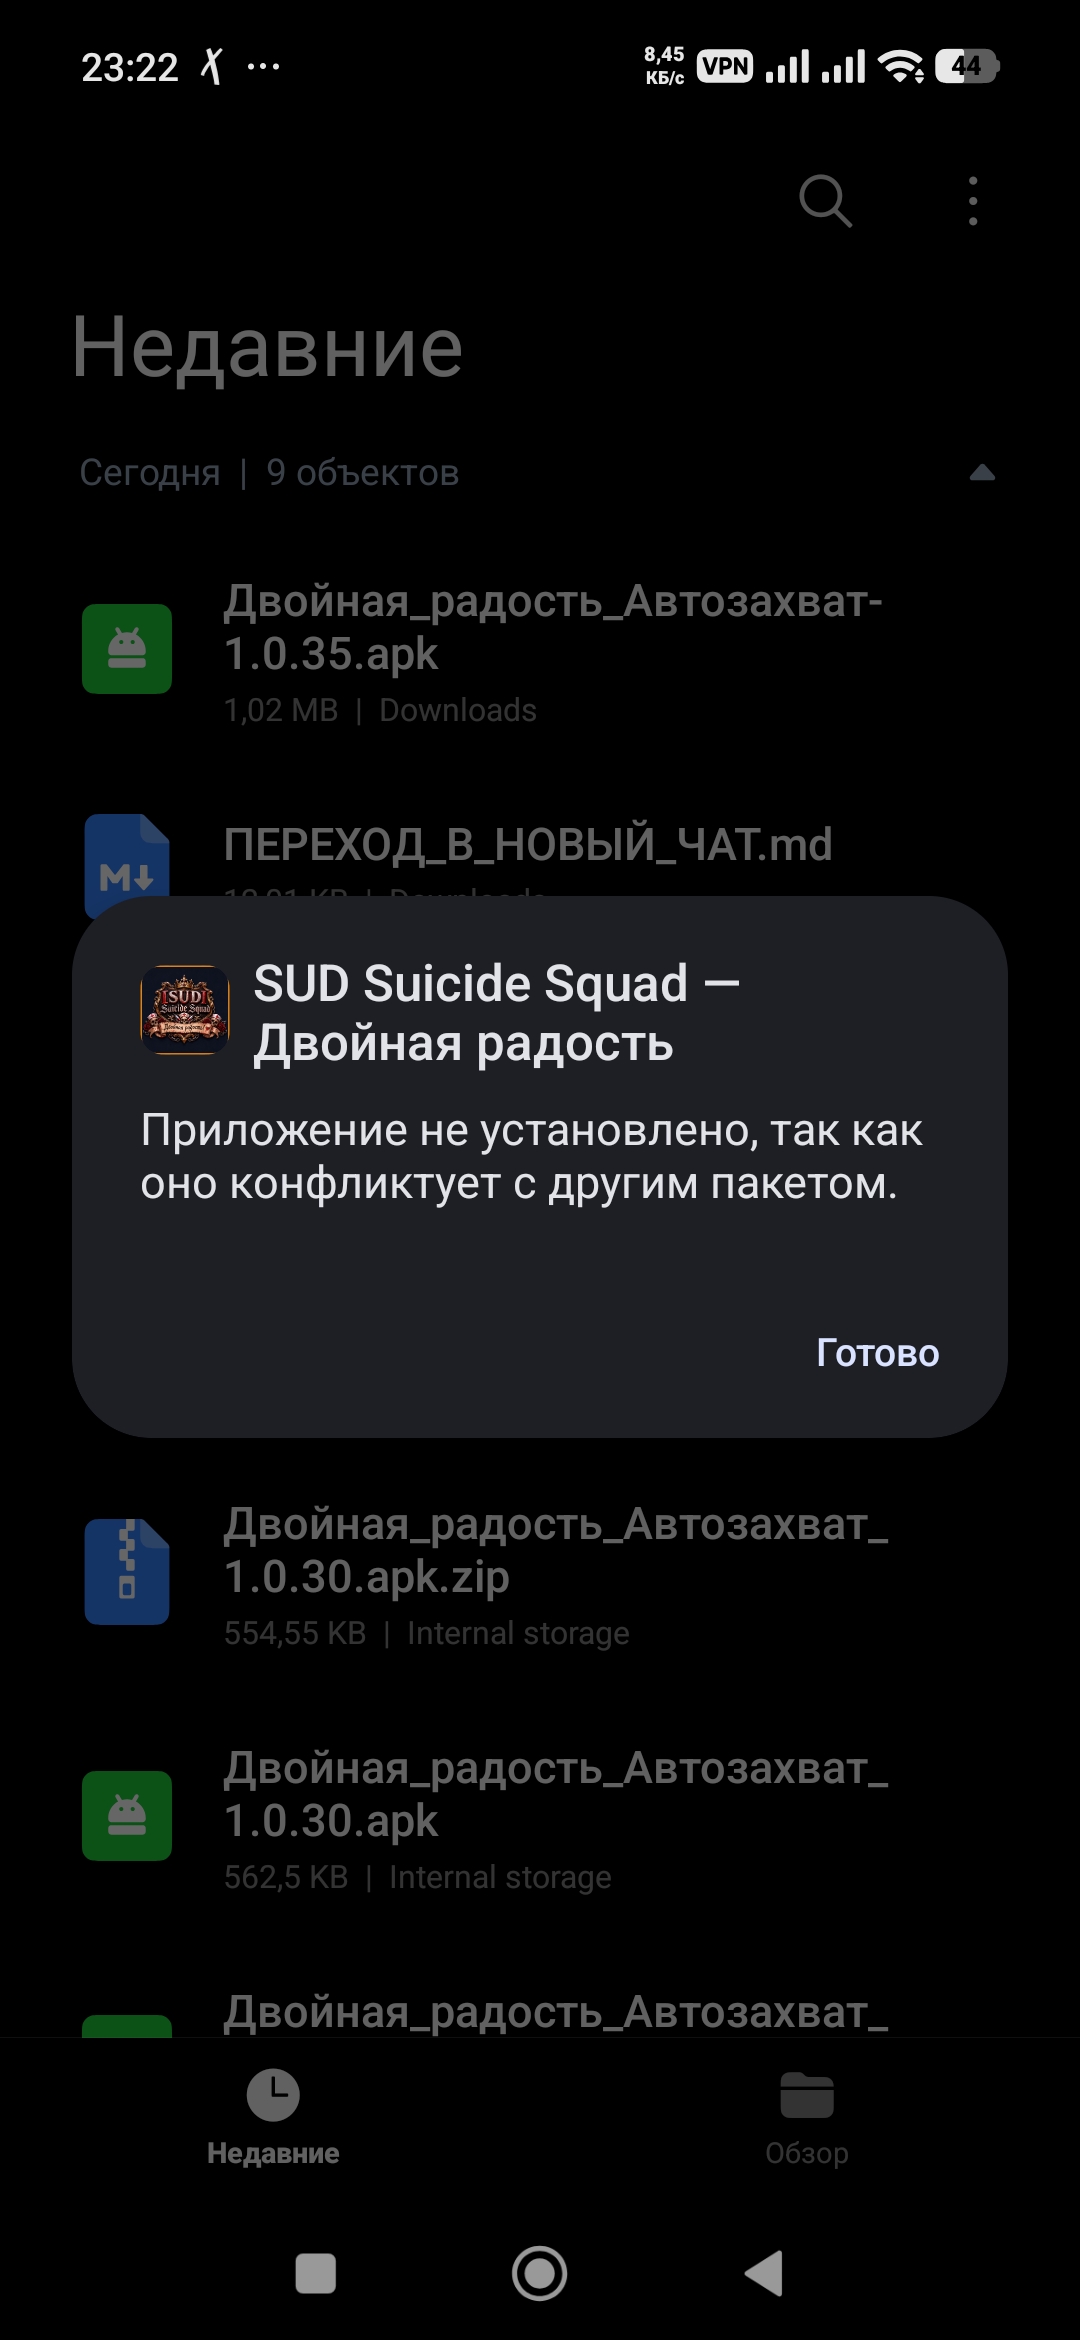 23:22
8,45
КБ/с
VPN
44
Недавние
Сегодня | 9 объектов
Двойная_радость_Автозахват-
1.0.35.apk
1,02 MB | Downloads
ПЕРЕХОД_В_НОВЫЙ_ЧАТ.md
M
SUD
Suicide Squad
SUD Suicide Squad —
Двойная радость
Приложение не установлено, так как
оно конфликтует с другим пакетом.
Готово
Двойная_радость_Автозахват_
1.0.30.apk.zip
554,55 KB | Internal storage
Двойная_радость_Автозахват_
1.0.30.apk
562,5 KB | Internal storage
Двойная_радость_Автозахват_
Недавние
Обзор